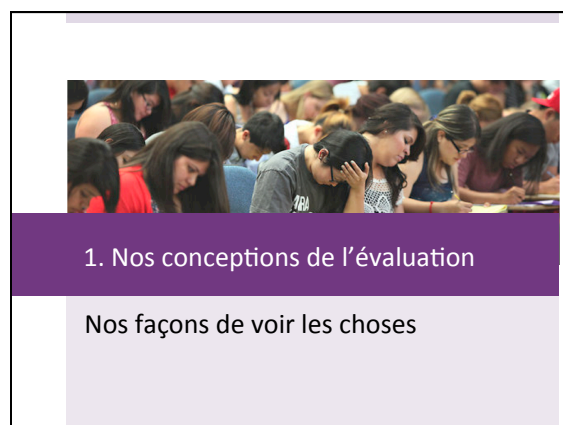 1. Nos conceptions de l’évaluation
Nos façons de voir les choses